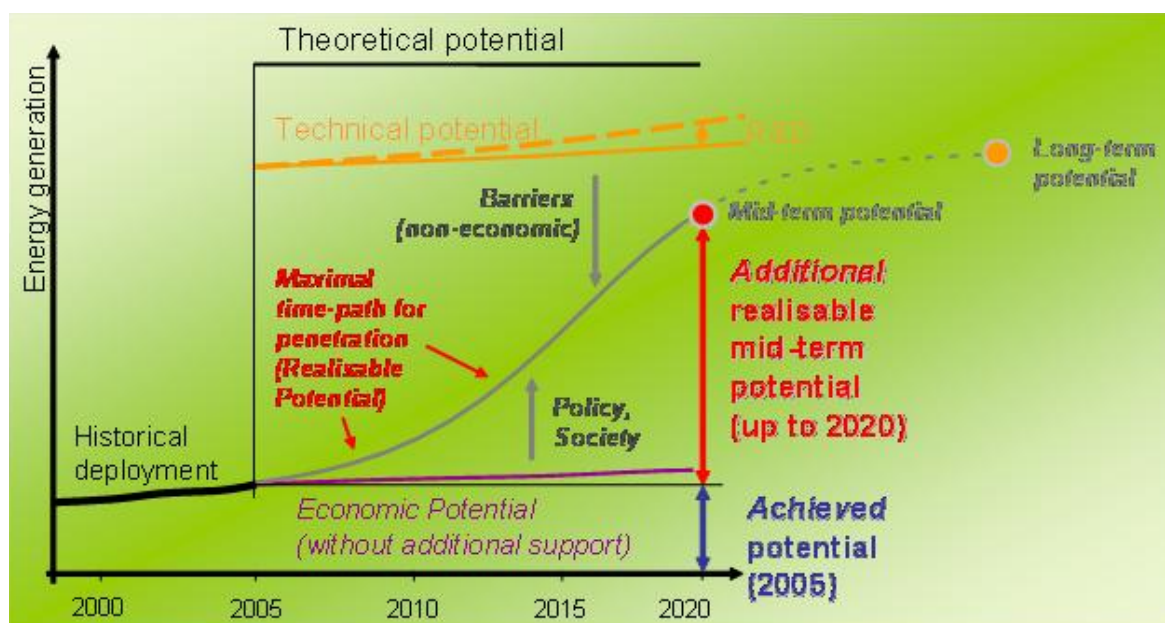 Theoretical potential
Energy generation
Technical potential
R&D
Long-term
potential
Barriers
(non-economic)
Mid-term potential
Maximal
time-path for
penetration
(Realisable
Potential)
Additional
realisable
mid-term
potential
(up to 2020)
Policy,
Society
Historical
deployment
Economic Potential
(without additional support)
Achieved
potential
(2005)
2000
2005
2010
2015
2020